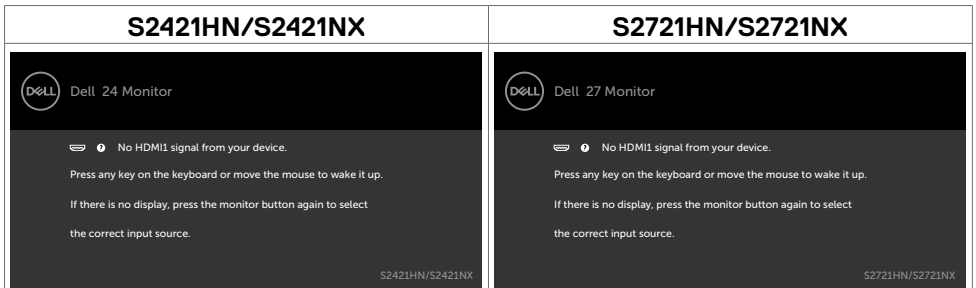 S2421HN/S2421NX
S2721HN/S2721NX
DELL Dell 24 Monitor
No HDMI1 signal from your device.
Press any key on the keyboard or move the mouse to wake it up.
If there is no display, press the monitor button again to select
the correct input source.
S2421HN/S2421NX
DELL Dell 27 Monitor
No HDMI1 signal from your device.
Press any key on the keyboard or move the mouse to wake it up.
If there is no display, press the monitor button again to select
the correct input source.
S2721HN/S2721NX